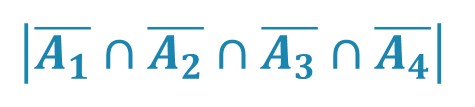 |A̅₁ ∩ A̅₂ ∩ A̅₃ ∩ A̅₄|